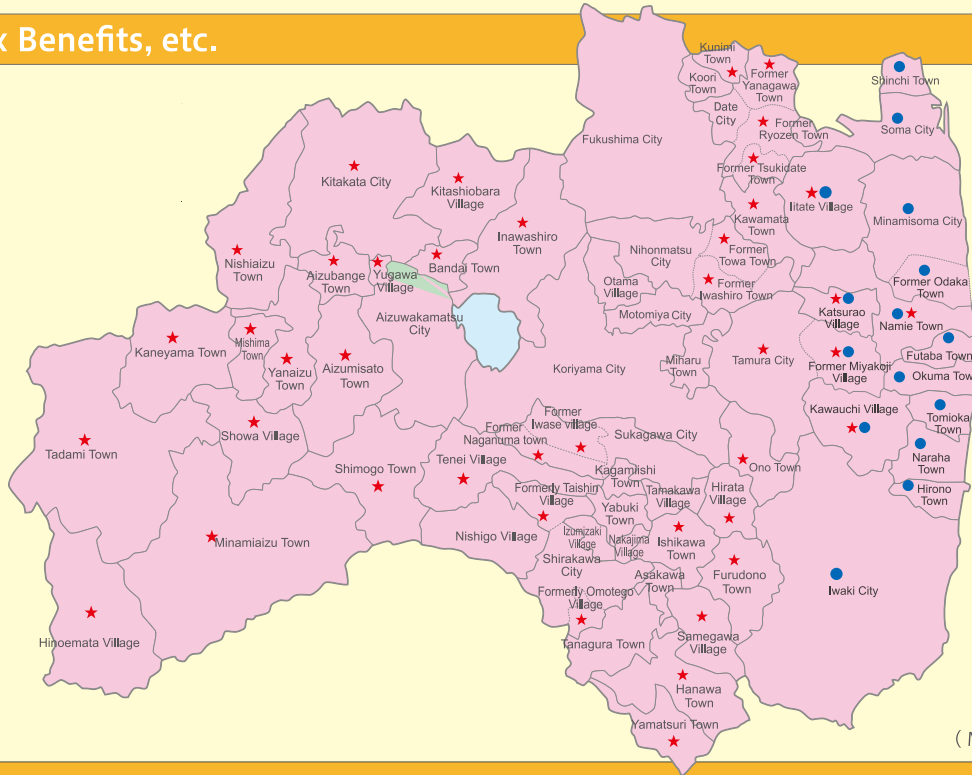 x Benefits, etc.
Kunimi
Town
Koori
Town
Former
Yanagawa
Town
Shinchi Town
Date
City
Former
Ryozen Town
Soma City
Fukushima City
Former Tsukidate
Town
Kitakata City
Kitashiobara
Village
Iitate Village
Kawamata
Town
Minamisoma City
Inawashiro
Town
Nihonmatsu
City
Former
Towa Town
Nishiaizu
Town
Aizubange
Town
Yugawa
Village
Bandai Town
Otama
Village
Former
Iwashiro Town
Former Odaka
Town
Aizuwakamatsu
City
Motomiya City
Katsurao
Village
Namie Town
Kaneyama Town
Mishima
Town
Yanaizu
Town
Aizumisato
Town
Koriyama City
Miharu
Town
Tamura City
Former Miyakoji
Village
Futaba Town
Okuma Tow
Kawauchi Village
Tomioka
Town
Showa Village
Former
Iwase village
Former
Naganuma town
Sukagawa City
Tadami Town
Shimogo Town
Tenei Village
Kagamiishi
Town
Ono Town
Naraha
Town
Formerly Taishin
Village
Tamakawa
Village
Hirata
Village
Hirono
Town
Yabuki
Town
Nishigo Village
Izumizaki
Village
Nakajima
Village
Ishikawa
Town
Minamiaizu Town
Shirakawa
City
Asakawa
Town
Furudono
Town
Iwaki City
Formerly Omotego
Village
Hinoemata Village
Tanagura Town
Samegawa
Village
Hanawa
Town
Yamatsuri Town
( N